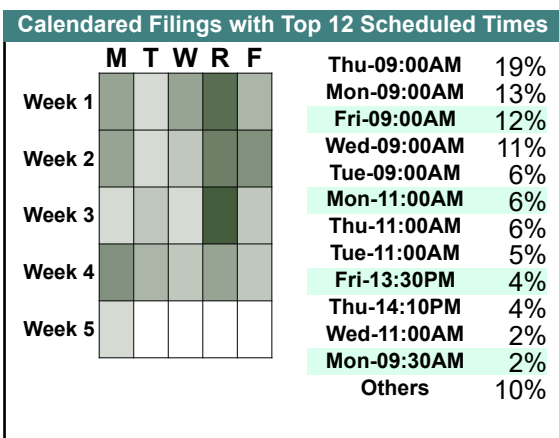 Calendared Filings with Top 12 Scheduled Times
M T W R F
Week 1
Week 2
Week 3
Week 4
Week 5
Thu-09:00AM 19%
Mon-09:00AM 13%
Fri-09:00AM 12%
Wed-09:00AM 11%
Tue-09:00AM 6%
Mon-11:00AM 6%
Thu-11:00AM 6%
Tue-11:00AM 5%
Fri-13:30PM 4%
Thu-14:10PM 4%
Wed-11:00AM 2%
Mon-09:30AM 2%
Others 10%